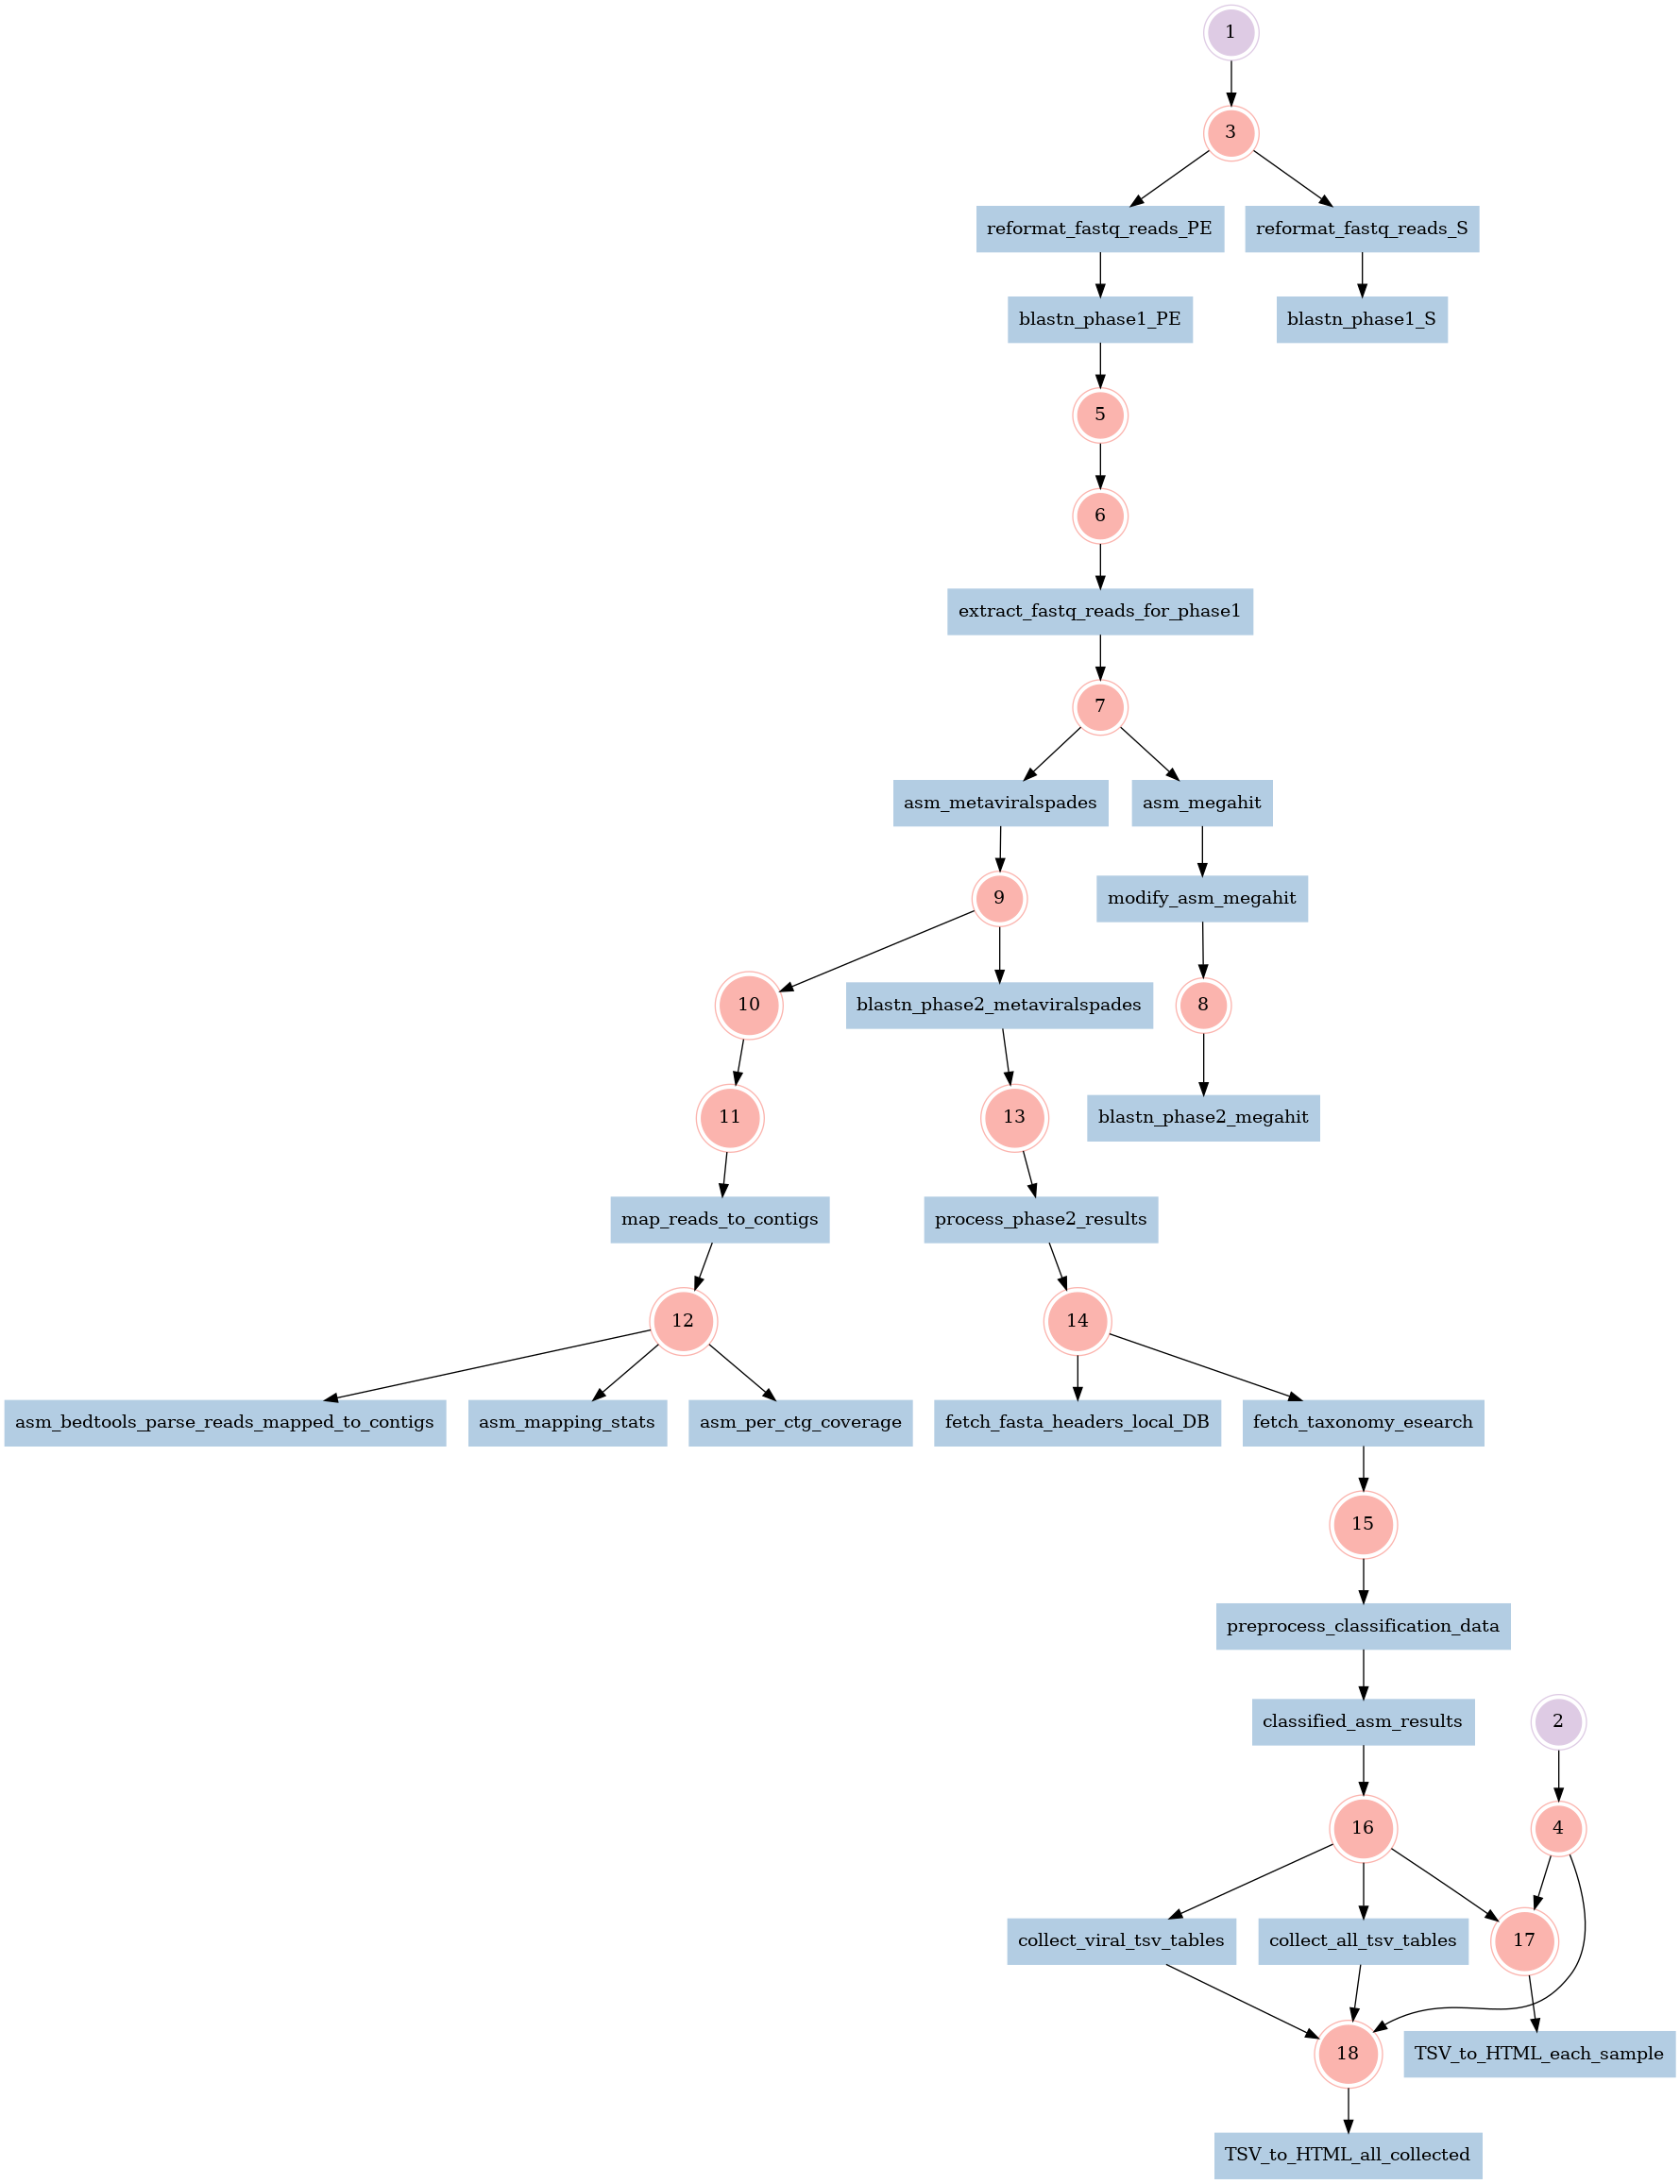 1
3
reformat_fastq_reads_PE
reformat_fastq_reads_S
blastn_phase1_PE
blastn_phase1_S
5
6
extract_fastq_reads_for_phase1
7
asm_metaviralspades
asm_megahit
9
modify_asm_megahit
10
blastn_phase2_metaviralspades
8
11
13
blastn_phase2_megahit
map_reads_to_contigs
process_phase2_results
12
14
asm_bedtools_parse_reads_mapped_to_contigs
asm_mapping_stats
asm_per_ctg_coverage
fetch_fasta_headers_local_DB
fetch_taxonomy_esearch
15
preprocess_classification_data
classified_asm_results
2
16
4
collect_viral_tsv_tables
collect_all_tsv_tables
17
18
TSV_to_HTML_each_sample
TSV_to_HTML_all_collected